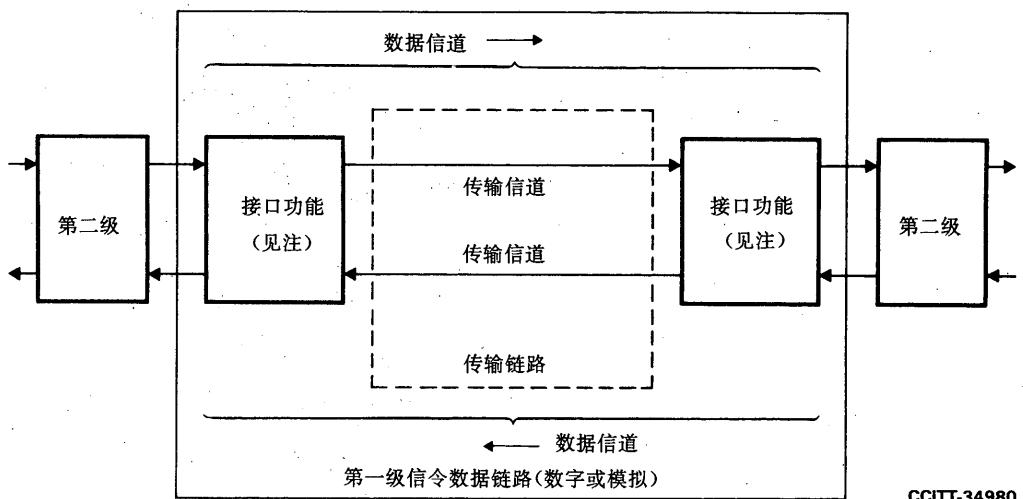 数据信道
第二级
接口功能
（见注）
传输信道
传输信道
传输链路
接口功能
（见注）
第二级
数据信道
第一级信令数据链路(数字或模拟)
CCITT-34980